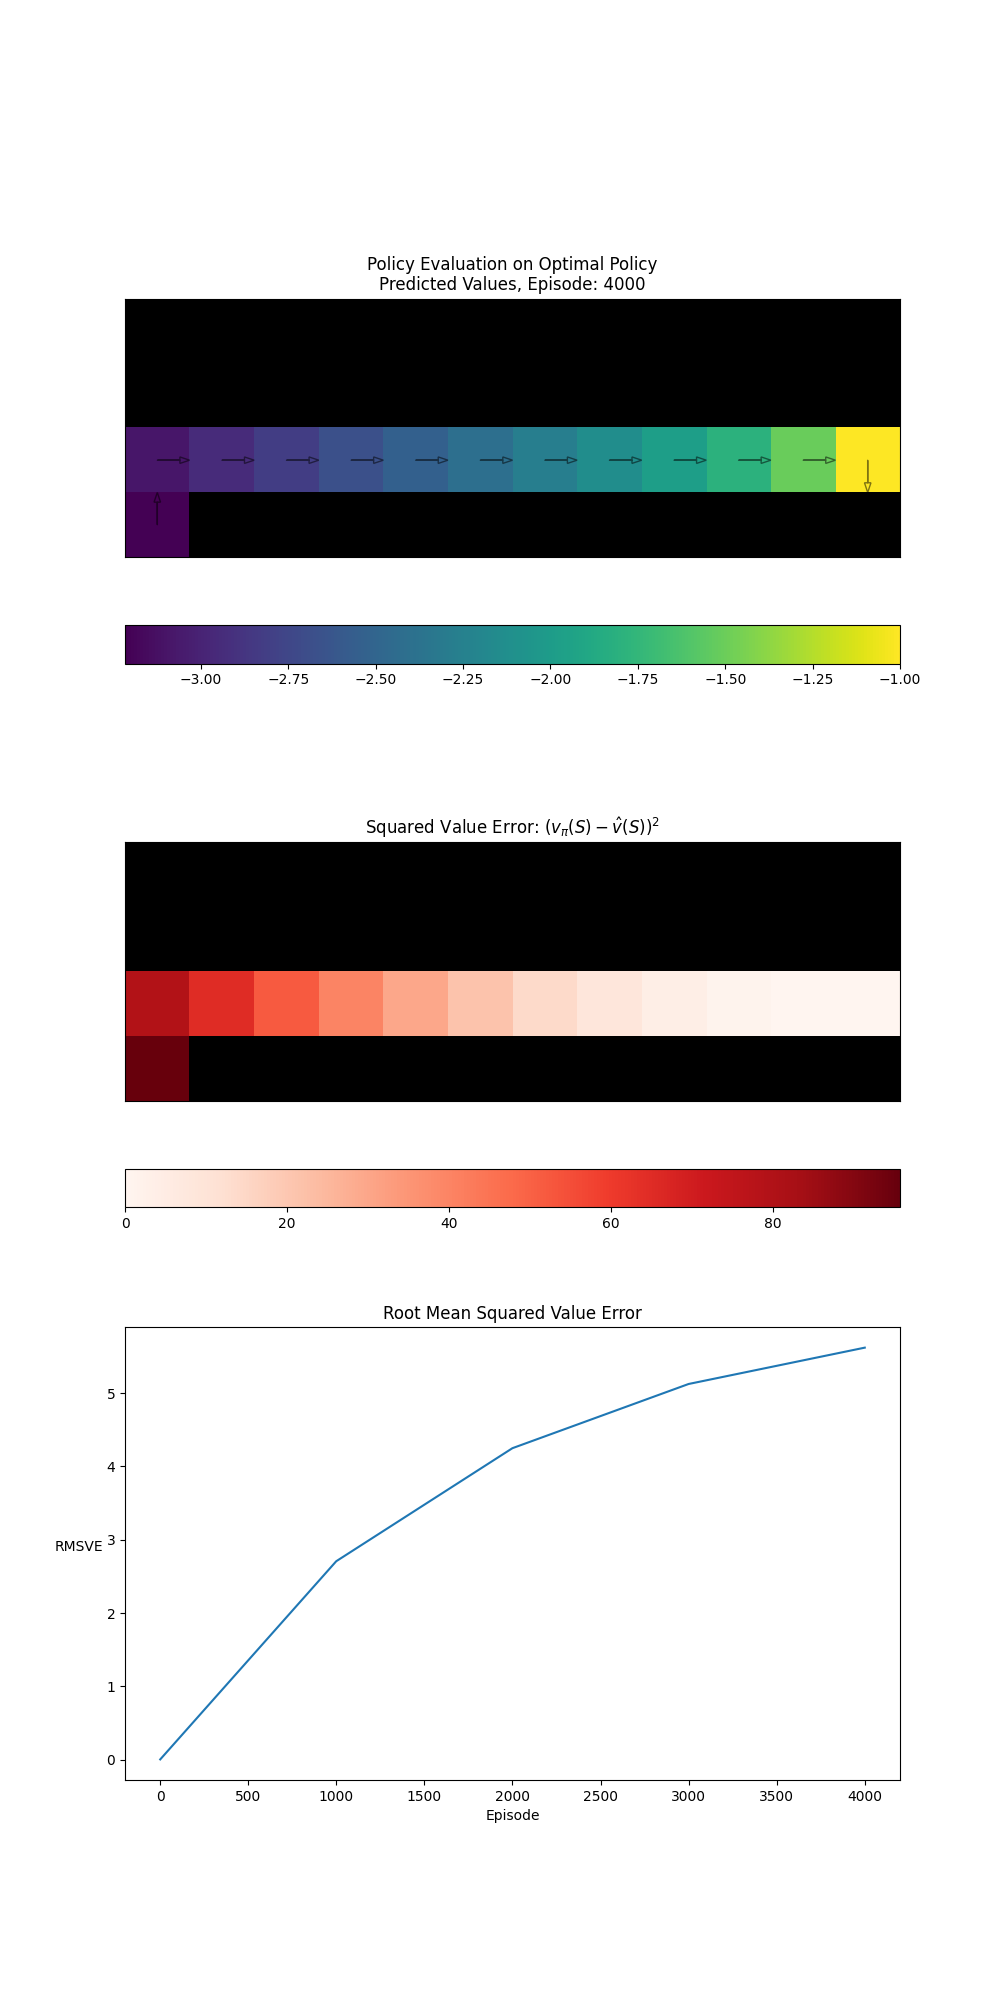 Policy Evaluation on Optimal Policy
Predicted Values, Episode: 4000
−3.00 −2.75 −2.50 −2.25 −2.00 −1.75 −1.50 −1.25 −1.00
Squared Value Error: $(v_\pi(S) - \hat{v}(S))^2$
0 20 40 60 80
Root Mean Squared Value Error
5
4
3
RMSVE
2
1
0
0 500 1000 1500 2000 2500 3000 3500 4000
Episode